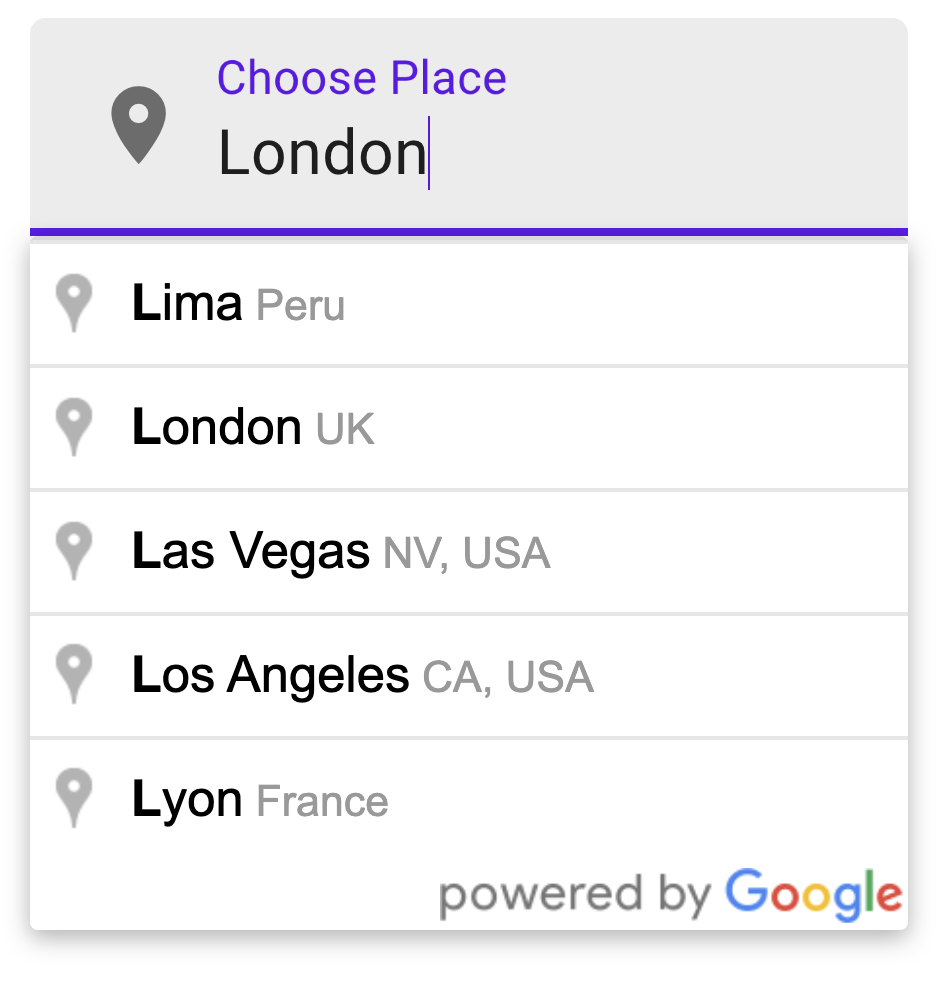 Choose Place
London
Lima Peru
London UK
Las Vegas NV, USA
Los Angeles CA, USA
Lyon France
powered by Google